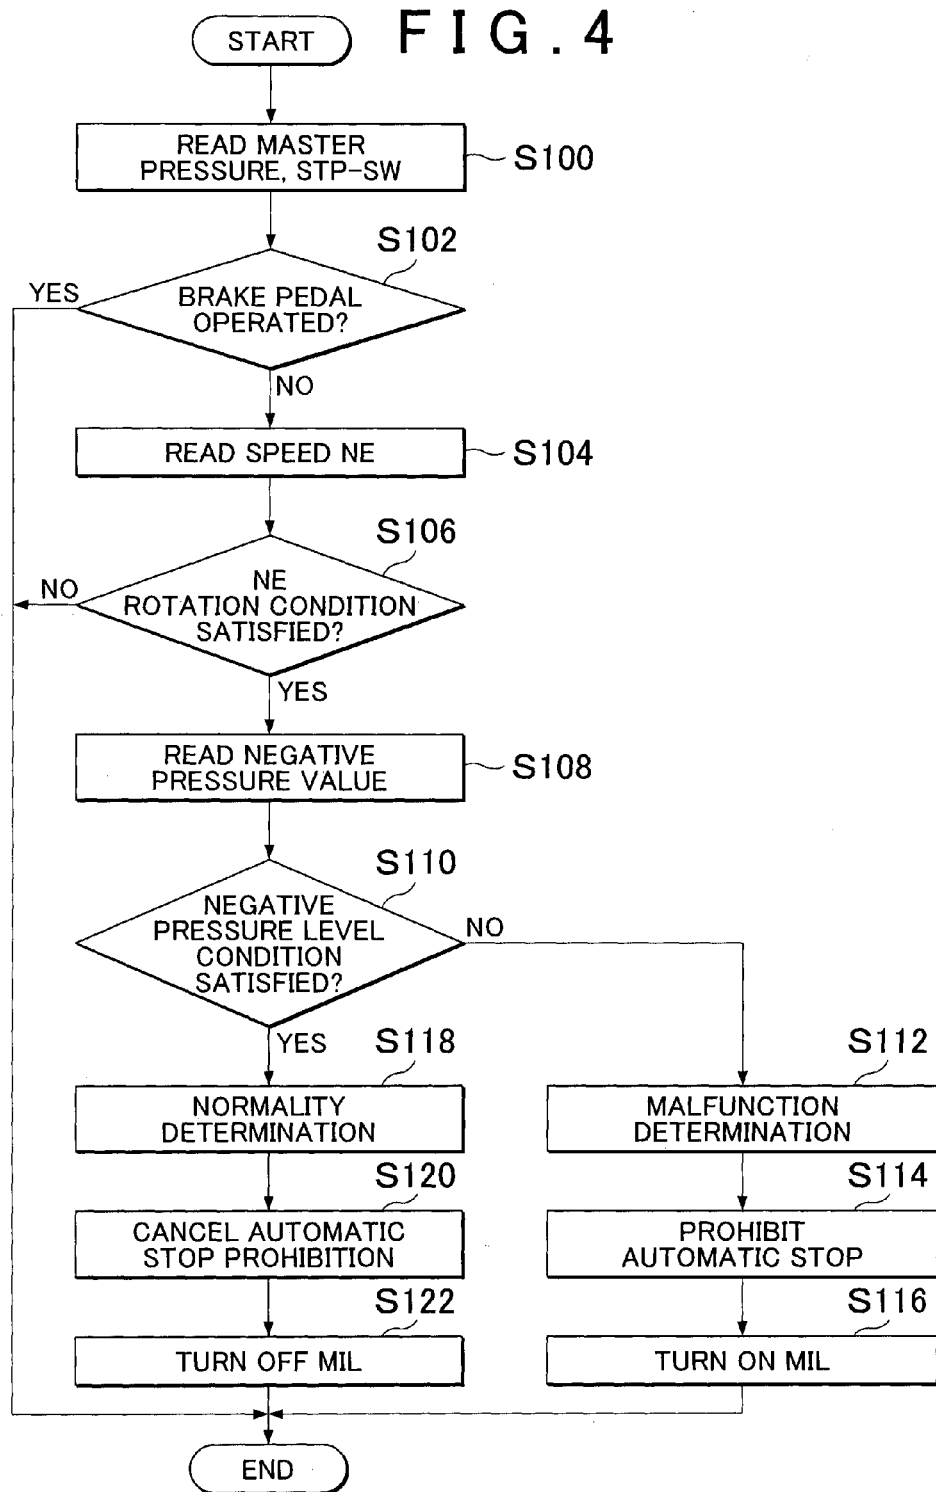 START
FIG.4
READ MASTER
PRESSURE, STP-SW
S100
S102
YES
BRAKE PEDAL
OPERATED?
NO
READ SPEED NE
S104
S106
NO
NE
ROTATION CONDITION
SATISFIED?
YES
READ NEGATIVE
PRESSURE VALUE
S108
S110
NEGATIVE
PRESSURE LEVEL
CONDITION
SATISFIED?
NO
YES
S118
NORMALITY
DETERMINATION
S112
MALFUNCTION
DETERMINATION
S120
CANCEL AUTOMATIC
STOP PROHIBITION
S114
PROHIBIT
AUTOMATIC STOP
S122
TURN OFF MIL
S116
TURN ON MIL
END